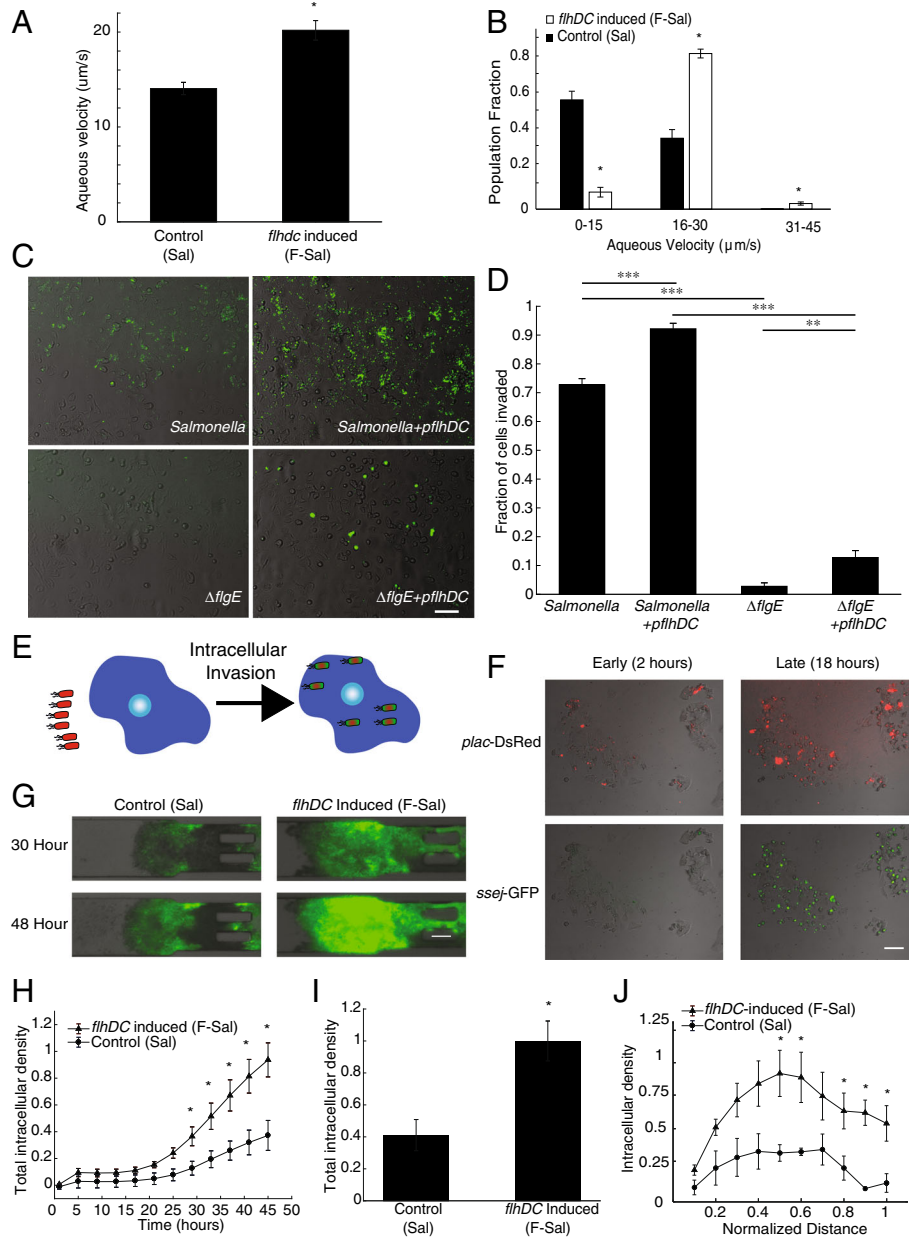 A
Aqueous velocity (um/s)
20
10
0
*
Control
(Sal)
flhdc induced
(F-Sal)
B
flhDC induced (F-Sal)
Control (Sal)
Population Fraction
0.8
0.4
0.2
0
*
*
*
0-15
16-30
31-45
Aqueous Velocity (μm/s)
C
Salmonella
Salmonella+pflhDC
ΔflgE
ΔflgE+pflhDC
D
***
***
***
**
Fraction of cells invaded
1
0.9
0.8
0.7
0.6
0.5
0.4
0.3
0.2
0.1
0
Salmonella
Salmonella
+pflhDC
ΔflgE
ΔflgE
+pflhDC
E
Intracellular
Invasion
F
Early (2 hours)
Late (18 hours)
plac-DsRed
ssej-GFP
G
Control (Sal)
flhDC Induced (F-Sal)
30 Hour
48 Hour
H
flhDC induced (F-Sal)
Control (Sal)
Total intracellular density
1.2
1
0.8
0.6
0.4
0.2
0
* * * * *
0 5 10 15 20 25 30 35 40 45 50
Time (hours)
I
Total intracellular density
1.2
1
0.8
0.6
0.4
0.2
0
*
Control
(Sal)
flhDC Induced
(F-Sal)
J
flhDC-induced (F-Sal)
Control (Sal)
Intracellular density
1.25
1
0.75
0.5
0.25
0
* * * * *
0.2 0.4 0.6 0.8 1
Normalized Distance